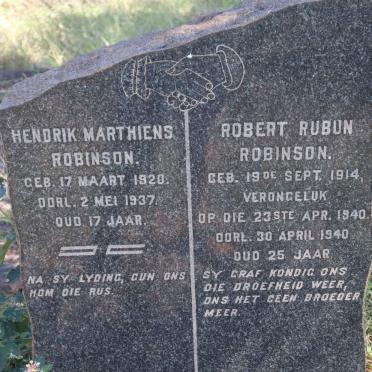 HENDRIK MARTHIENS
ROBINSON.
GEB. 17 MAART 1920.
OORL. 2 MEI 1937.
OUD 17 JAAR.
NA SY LYDING, GUN ONS
HOM DIE RUS.
ROBERT RUBUN
ROBINSON.
GEB. 19DE SEPT. 1914,
VERONGELUK
OP DIE 23STE APR. 1940.
OORL. 30 APRIL 1940
OUD 25 JAAR
SY GRAF KONDIG ONS
DIE DROEFHEID WEER,
ONS HET GEEN BROEDER
MEER.